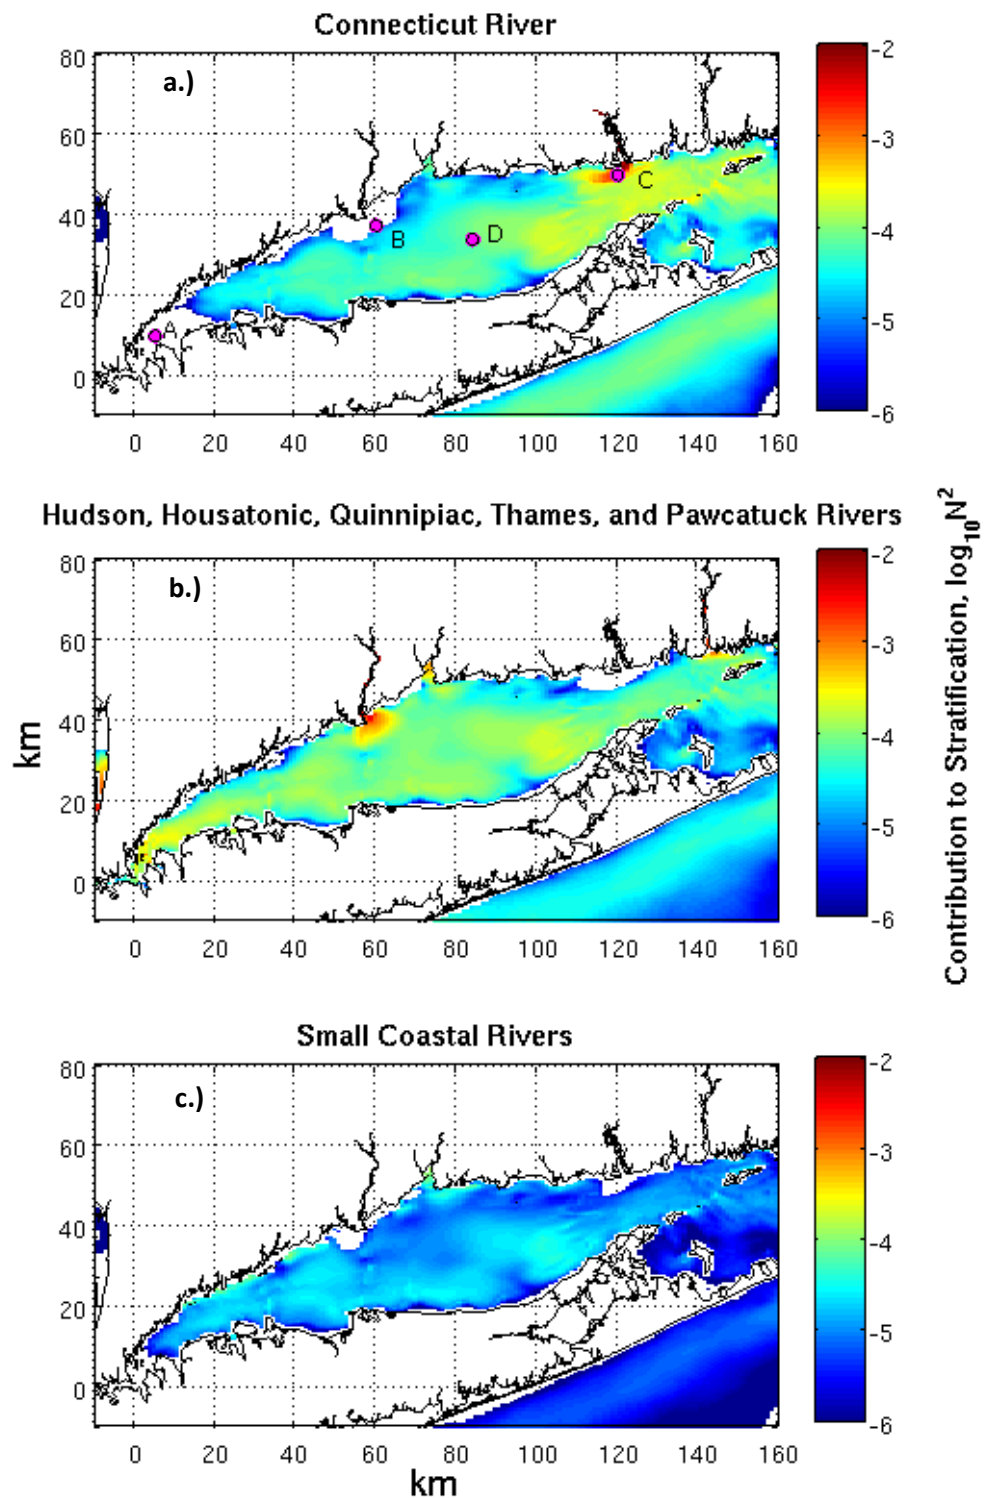 Connecticut River
a.)
80
60
40
20
0
A
B
C
D
0 20 40 60 80 100 120 140 160
-2
-3
-4
-5
-6
Hudson, Housatonic, Quinnipiac, Thames, and Pawcatuck Rivers
b.)
80
60
40
20
0
km
0 20 40 60 80 100 120 140 160
-2
-3
-4
-5
-6
Contribution to Stratification, log₁₀N²
Small Coastal Rivers
c.)
80
60
40
20
0
0 20 40 60 80 100 120 140 160
km
-2
-3
-4
-5
-6